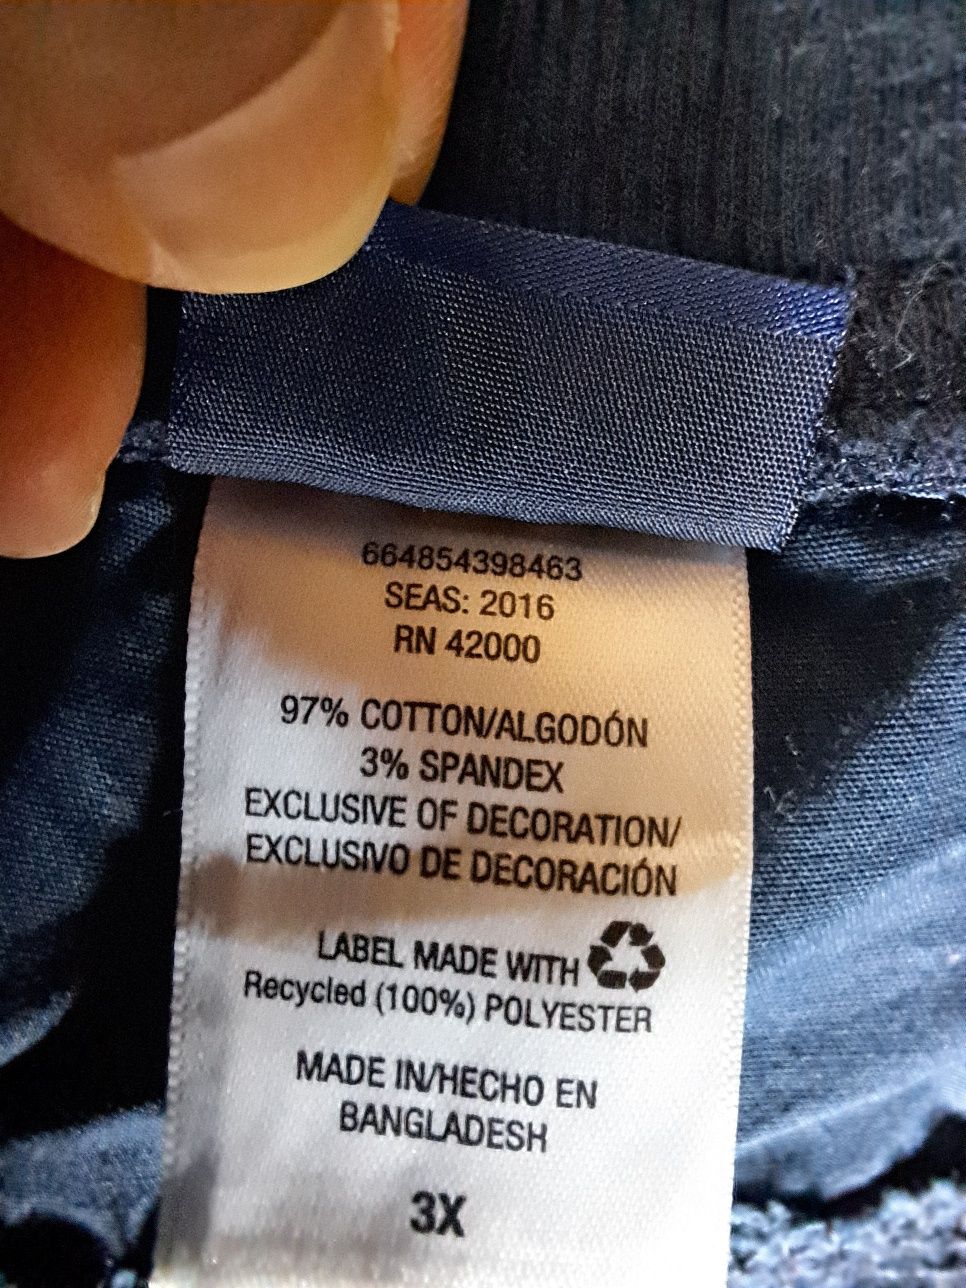 664854398463
SEAS: 2016
RN 42000
97% COTTON/ALGODÓN
3% SPANDEX
EXCLUSIVE OF DECORATION/
EXCLUSIVO DE DECORACIÓN
LABEL MADE WITH
Recycled (100%) POLYESTER
MADE IN/HECHO EN
BANGLADESH
3X